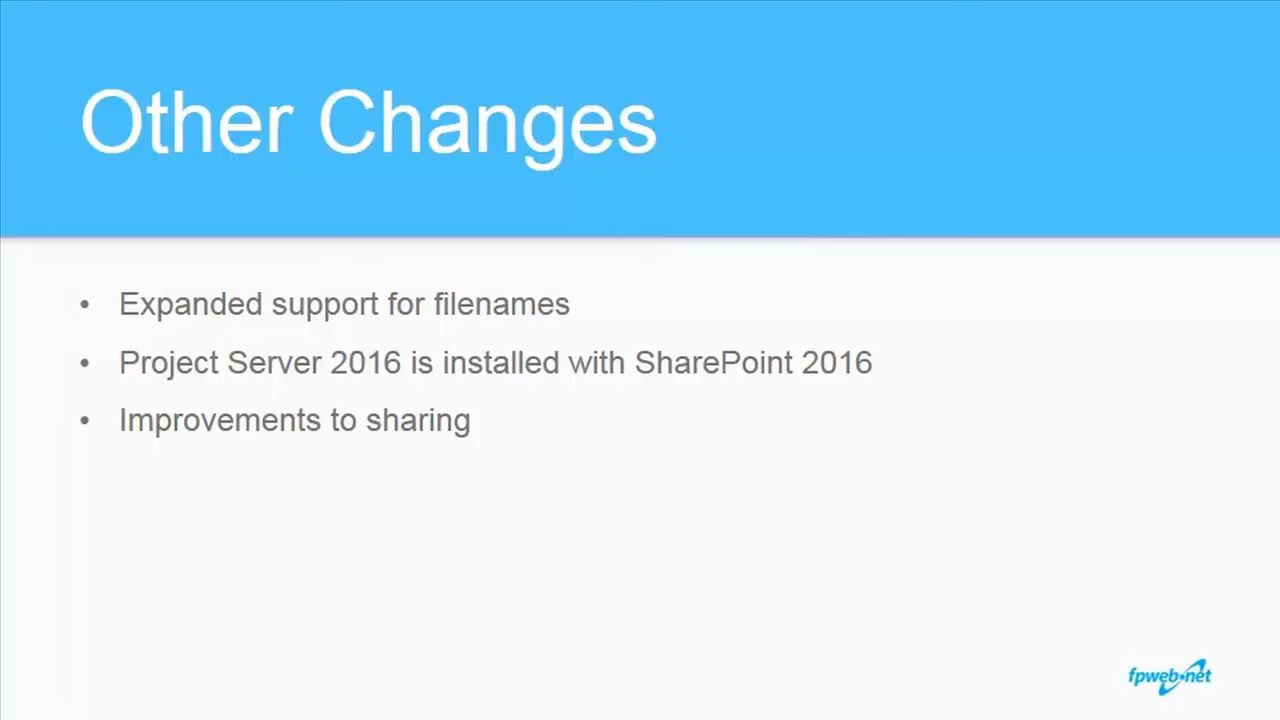 Other Changes
• Expanded support for filenames
• Project Server 2016 is installed with SharePoint 2016
• Improvements to sharing
fpweb•net